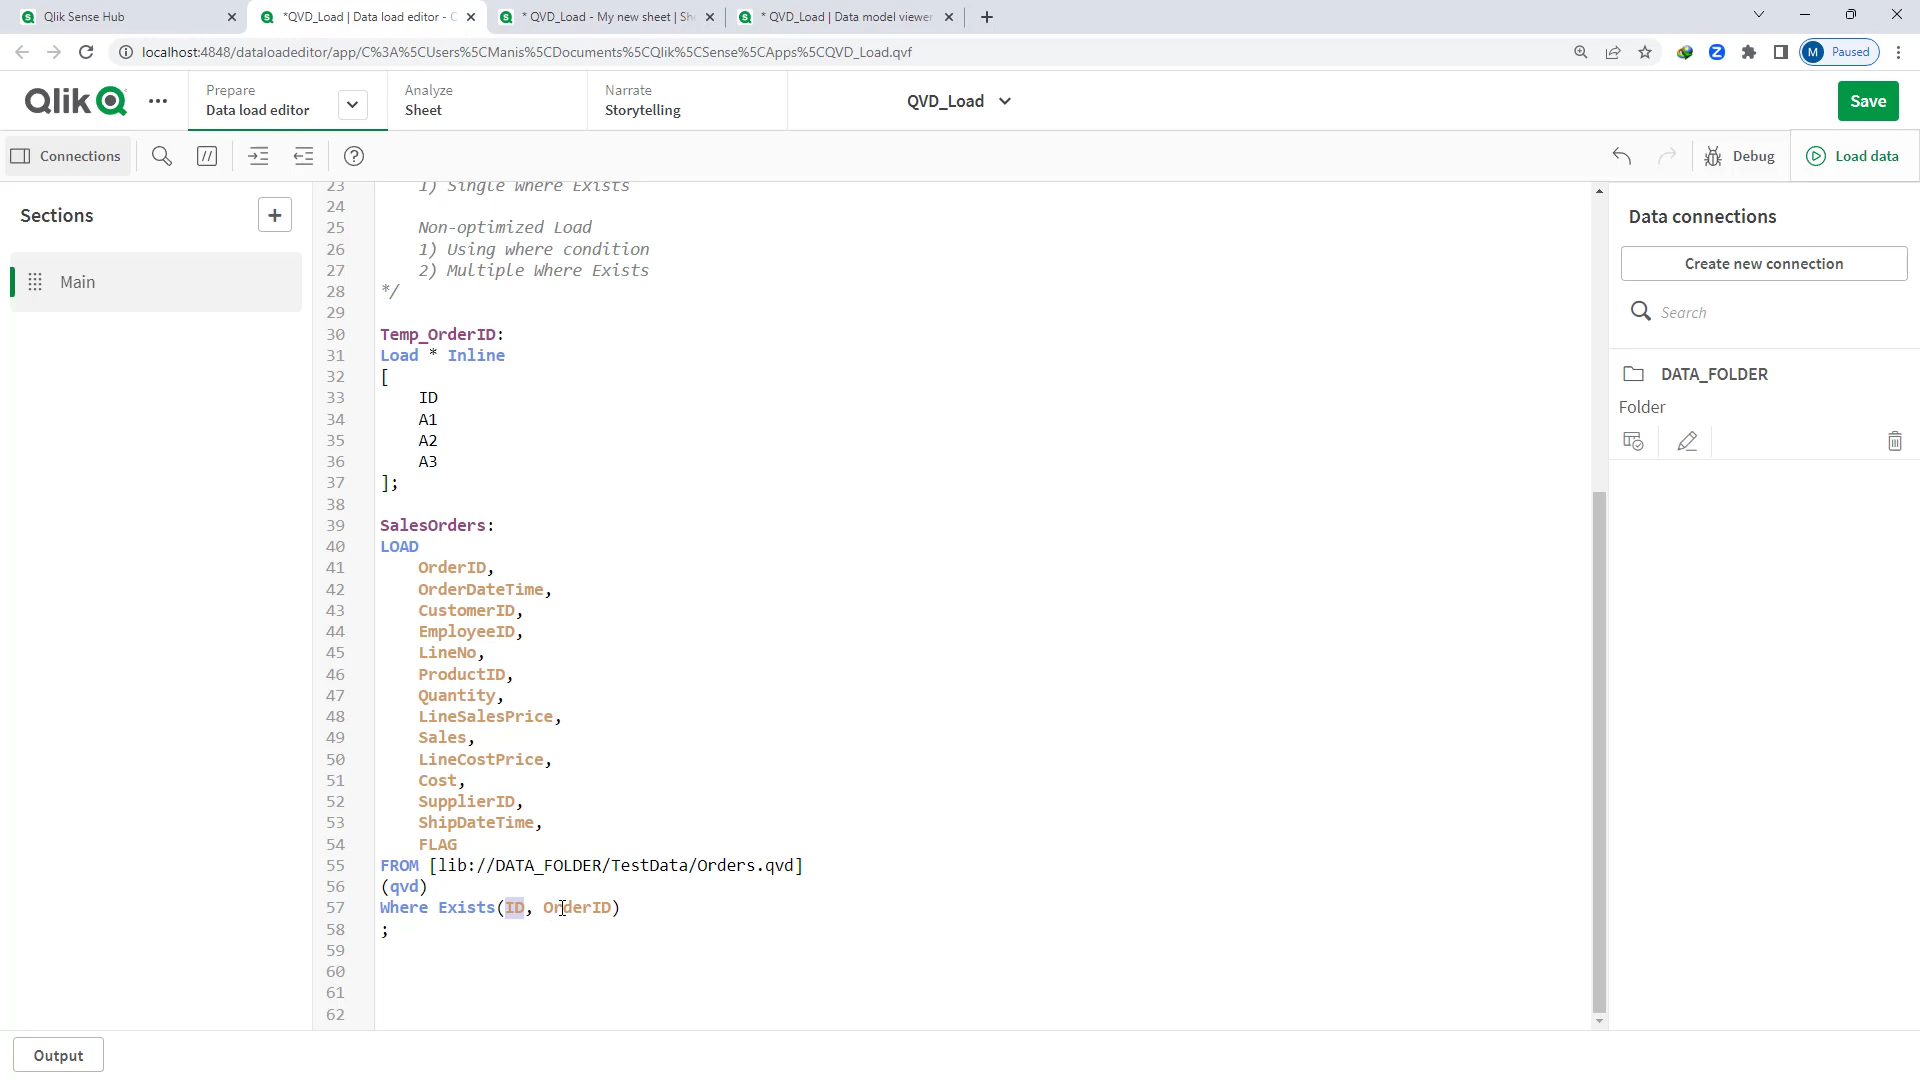 Qlik Sense Hub
*QVD_Load | Data load editor - C
* QVD_Load - My new sheet | Sh
* QVD_Load | Data model viewer
localhost:4848/dataloadeditor/app/C%3A%5CUsers%5CManis%5CDocuments%5CQlik%5CSense%5CApps%5CQVD_Load.qvf
M Paused
Qlik
Prepare
Data load editor
Analyze
Sheet
Narrate
Storytelling
QVD_Load
Save
Connections
//
Debug
Load data
Sections
Main
23 1) Single Where Exists
24
25 Non-optimized Load
26 1) Using where condition
27 2) Multiple Where Exists
28 */
29
30 Temp_OrderID:
31 Load * Inline
32 [
33 ID
34 A1
35 A2
36 A3
37 ];
38
39 SalesOrders:
40 LOAD
41 OrderID,
42 OrderDateTime,
43 CustomerID,
44 EmployeeID,
45 LineNo,
46 ProductID,
47 Quantity,
48 LineSalesPrice,
49 Sales,
50 LineCostPrice,
51 Cost,
52 SupplierID,
53 ShipDateTime,
54 FLAG
55 FROM [lib://DATA_FOLDER/TestData/Orders.qvd]
56 (qvd)
57 Where Exists(ID, OrderID)
58 ;
59
60
61
62
Data connections
Create new connection
Search
DATA_FOLDER
Folder
Output